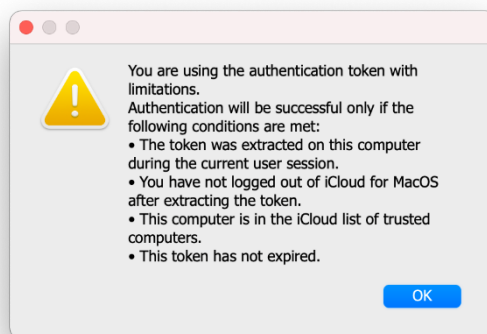 You are using the authentication token with
limitations.
Authentication will be successful only if the
following conditions are met:
• The token was extracted on this computer
during the current user session.
• You have not logged out of iCloud for MacOS
after extracting the token.
• This computer is in the iCloud list of trusted
computers.
• This token has not expired.
OK